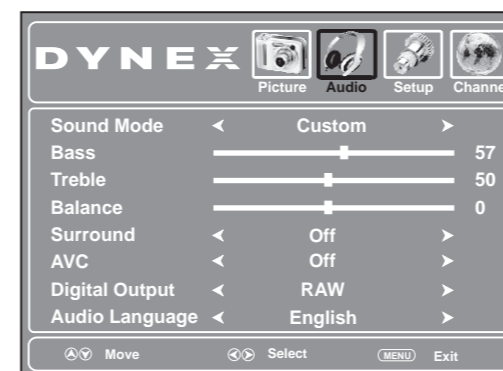 DYNEX
Picture Audio Setup Channe
Sound Mode Custom
Bass 57
Treble 50
Balance 0
Surround Off
AVC Off
Digital Output RAW
Audio Language English
Move Select MENU Exit